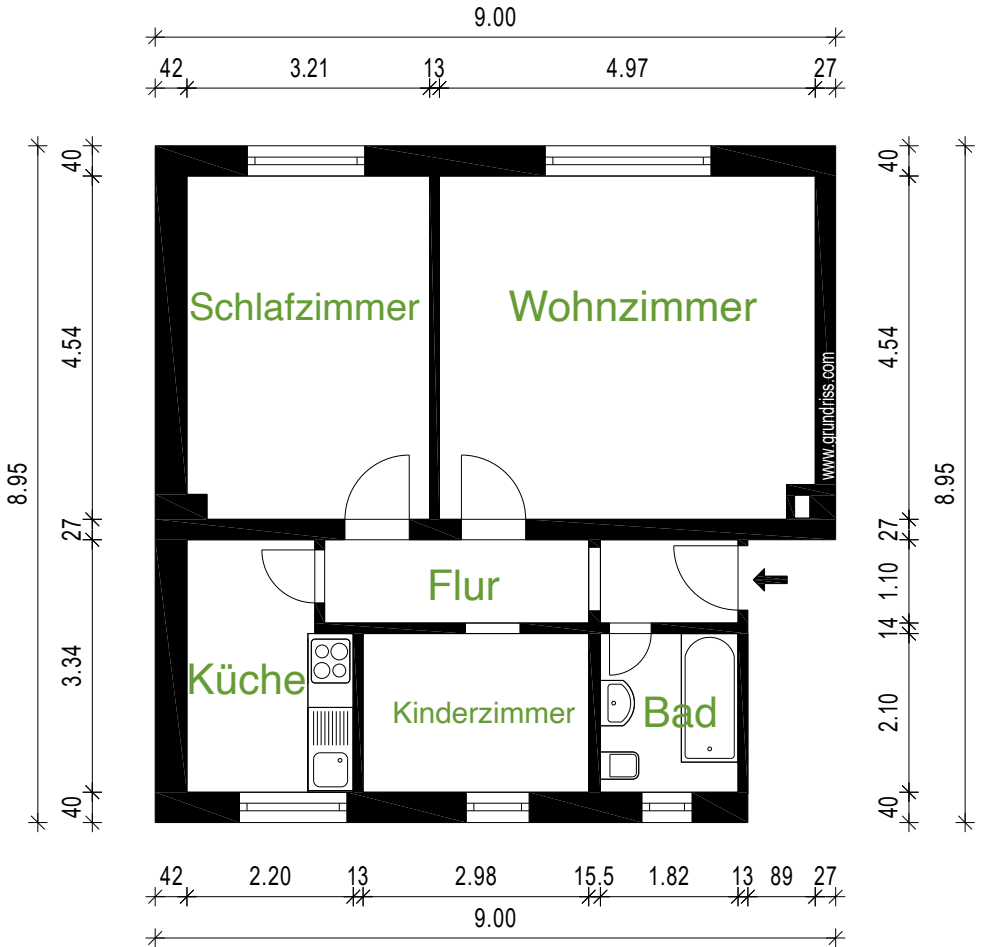 9.00
42 3.21 13 4.97 27
40
4.54
27
3.34
40
8.95
Schlafzimmer
Wohnzimmer
www.grundriss.com
Flur
Küche
Kinderzimmer
Bad
40
4.54
27
1.10
14
2.10
40
8.95
42 2.20 13 2.98 15.5 1.82 13 89 27
9.00